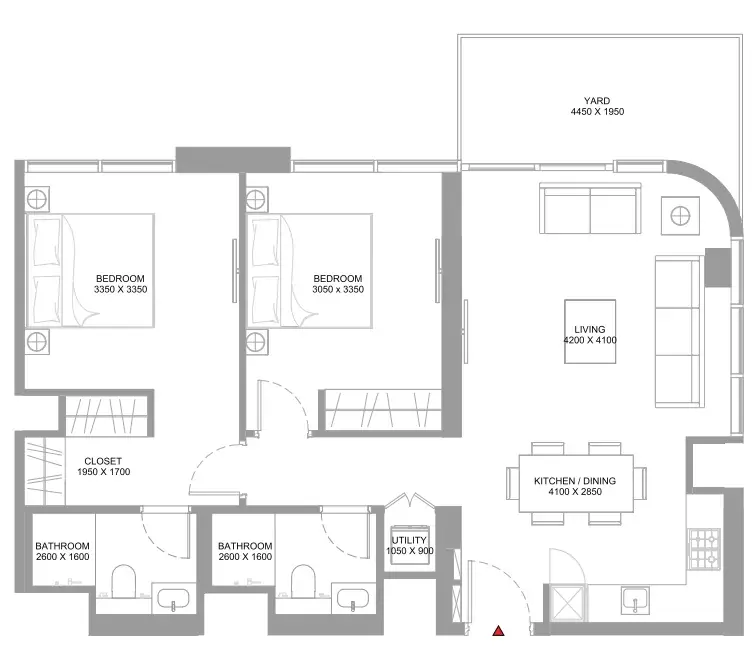 YARD
4450 X 1950
BEDROOM
3350 X 3350
BEDROOM
3050 x 3350
LIVING
4200 X 4100
CLOSET
1950 X 1700
KITCHEN / DINING
4100 X 2850
BATHROOM
2600 X 1600
BATHROOM
2600 X 1600
UTILITY
1050 X 900